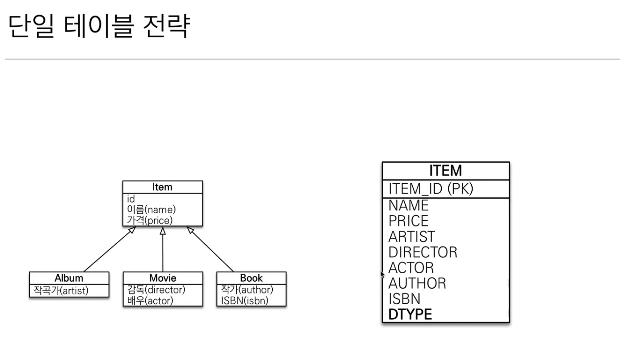 단일 테이블 전략
Item
id
이름(name)
가격(price)
Album
작곡가(artist)
Movie
감독(director)
배우(actor)
Book
작가(author)
ISBN(isbn)
ITEM
ITEM_ID (PK)
NAME
PRICE
ARTIST
DIRECTOR
ACTOR
AUTHOR
ISBN
DTYPE